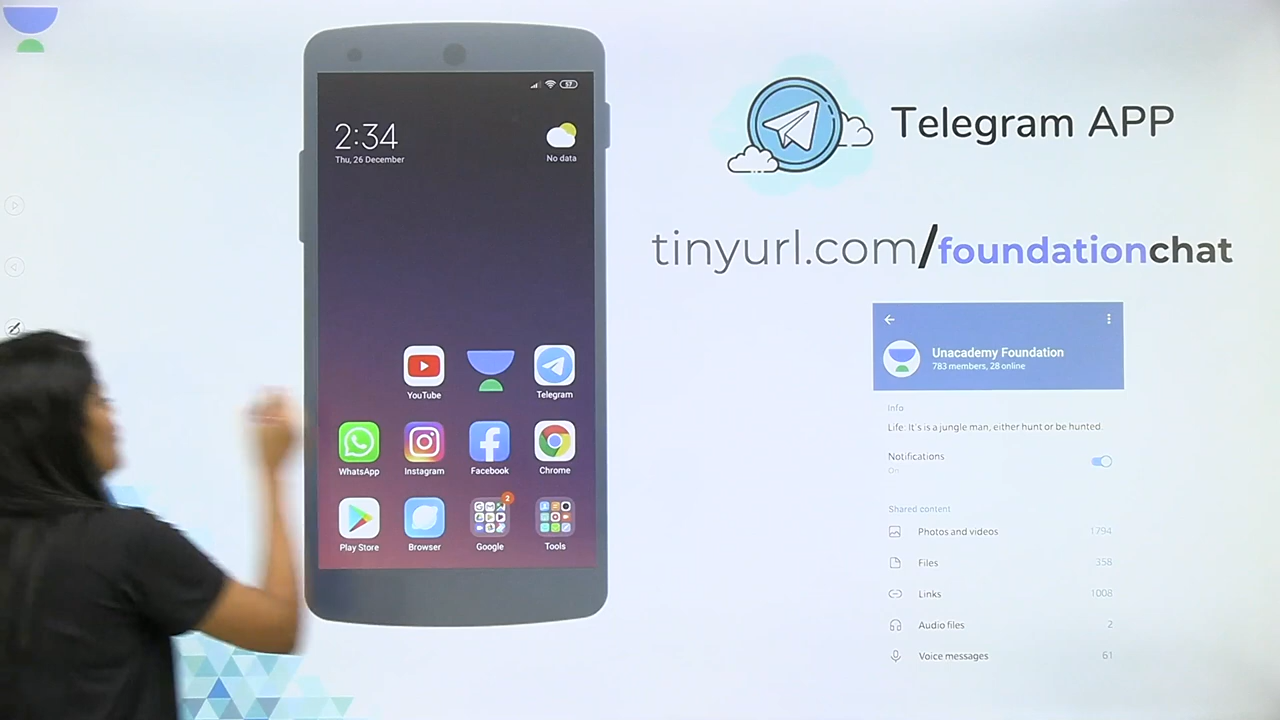 57
2:34
Thu, 26 December
No data
YouTube
Telegram
WhatsApp
Instagram
Facebook
Chrome
2
Play Store
Browser
Google
Tools
Telegram APP
tinyurl.com/foundationchat
Unacademy Foundation
783 members, 28 online
Info
Life: It's is a jungle man, either hunt or be hunted.
Notifications
On
Shared content
Photos and videos 1794
Files 358
Links 1008
Audio files 2
Voice messages 61